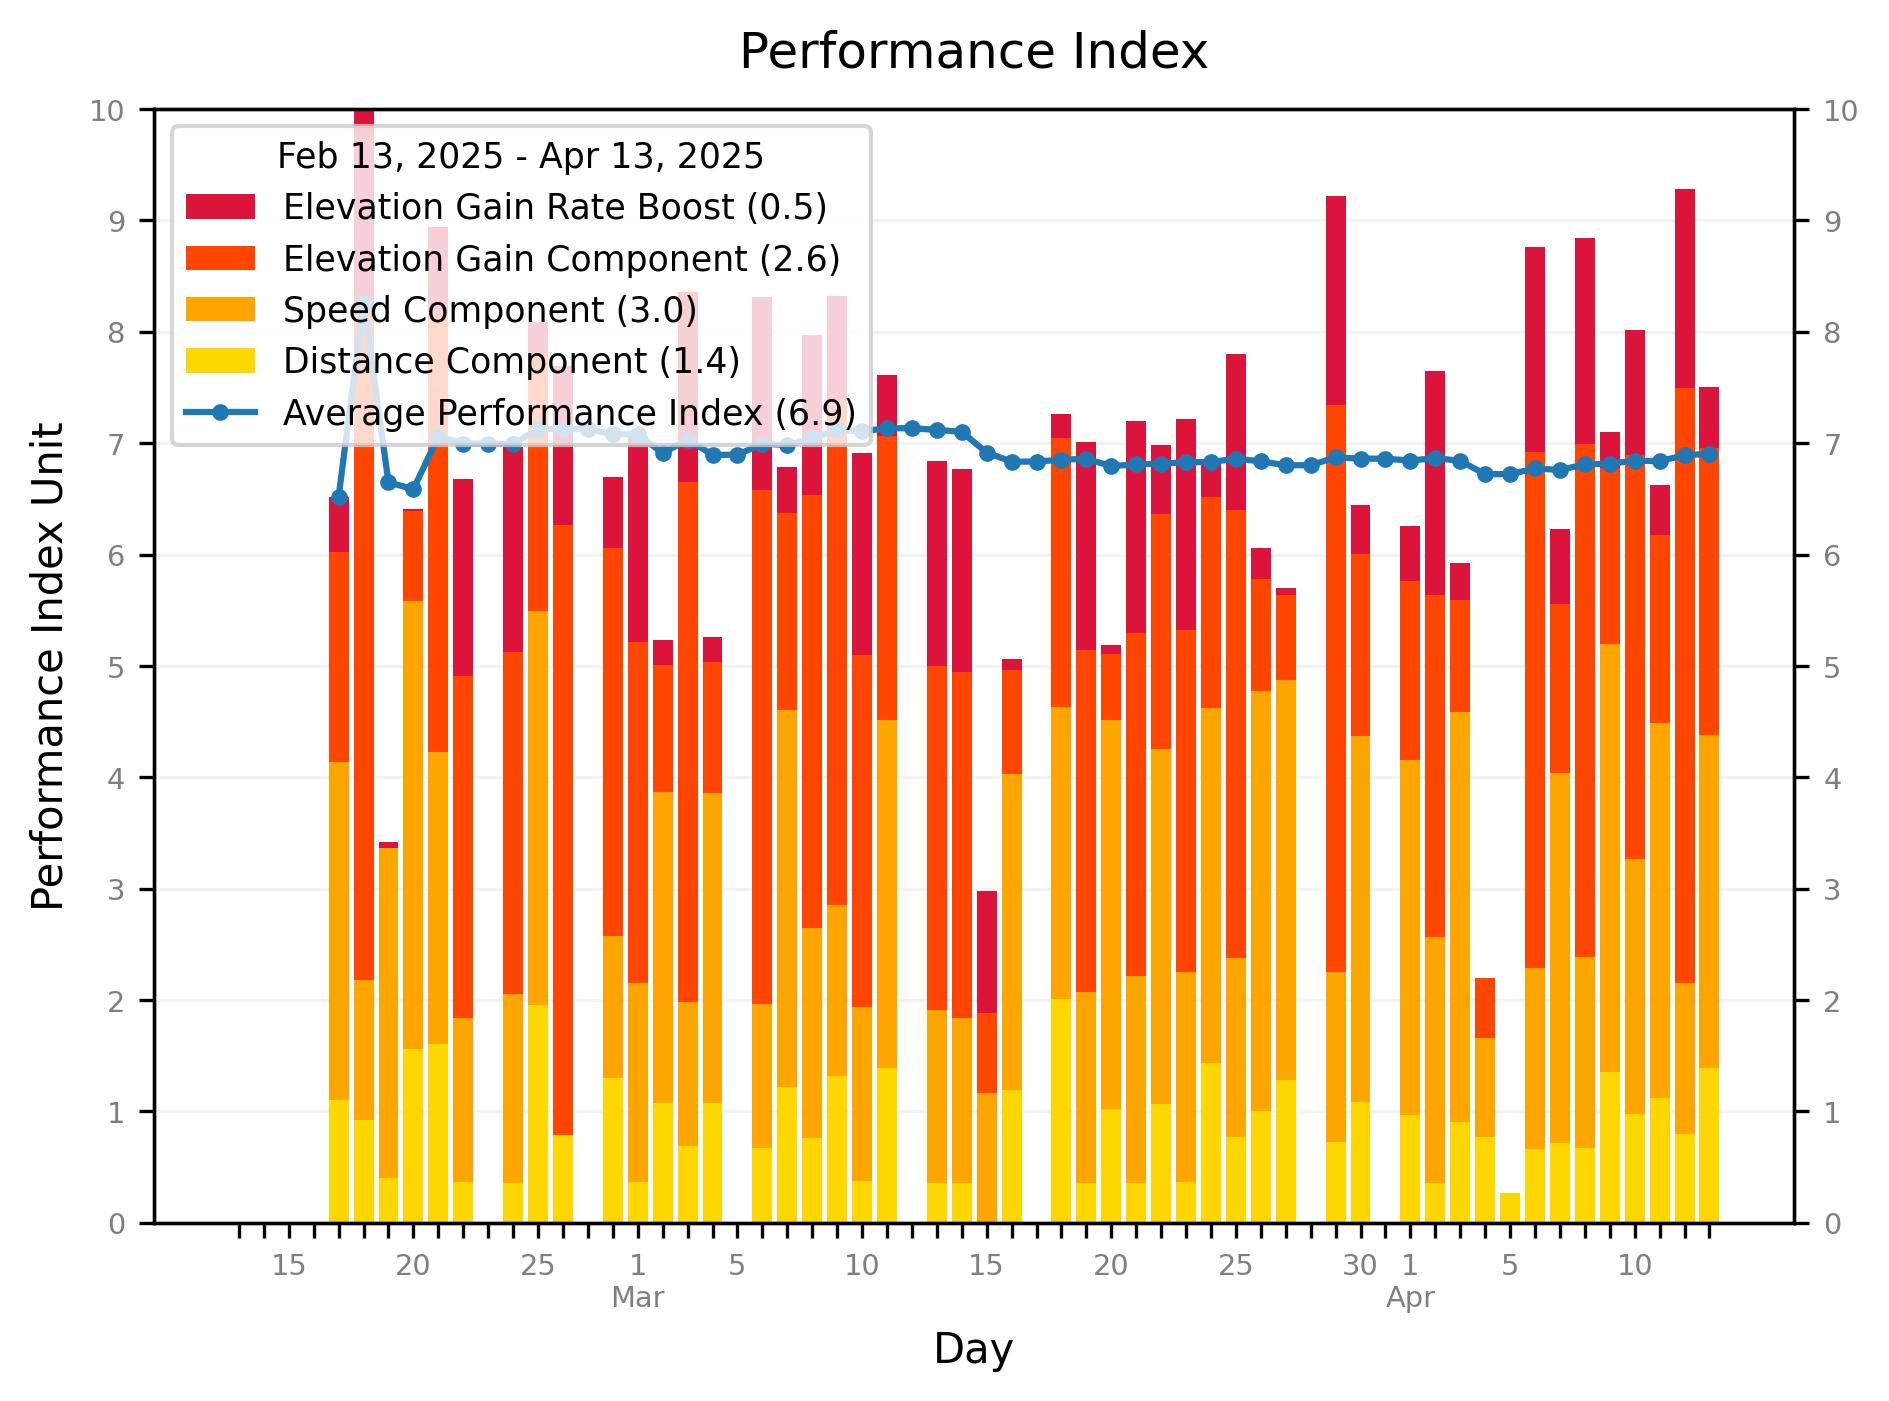 Performance Index
10
9
8
7
6
5
4
3
2
1
0
10
9
8
7
6
5
4
3
2
1
0
Performance Index Unit
Feb 13, 2025 - Apr 13, 2025
Elevation Gain Rate Boost (0.5)
Elevation Gain Component (2.6)
Speed Component (3.0)
Distance Component (1.4)
Average Performance Index (6.9)
15 20 25 1 5 10 15 20 25 30 1 5 10
Mar Apr
Day